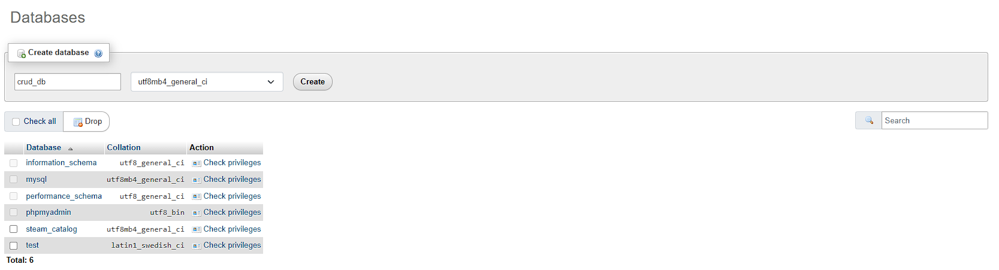 Databases
Create database
crud_db utf8mb4_general_ci Create
Check all Drop Search
Database Collation Action
information_schema utf8_general_ci Check privileges
mysql utf8mb4_general_ci Check privileges
performance_schema utf8_general_ci Check privileges
phpmyadmin utf8_bin Check privileges
steam_catalog utf8mb4_general_ci Check privileges
test latin1_swedish_ci Check privileges
Total: 6